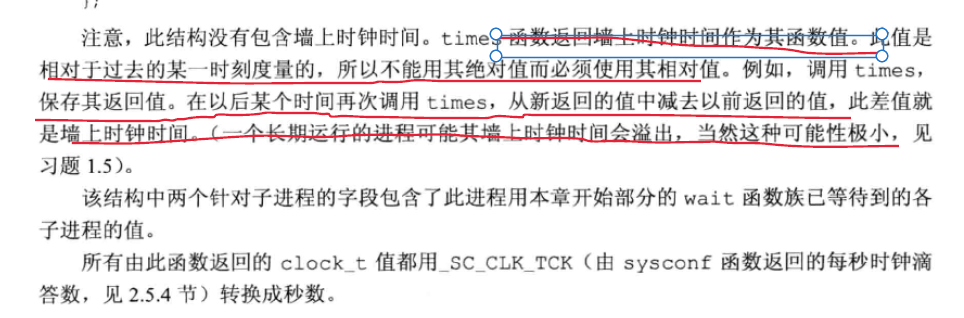 };
注意，此结构没有包含墙上时钟时间。times 函数返回墙上时钟时间作为其函数值。此值是
相对于过去的某一时刻度量的，所以不能用其绝对值而必须使用其相对值。例如，调用 times，
保存其返回值。在以后某个时间再次调用 times，从新返回的值中减去以前返回的值，此差值就
是墙上时钟时间。（一个长期运行的进程可能其墙上时钟时间会溢出，当然这种可能性极小，见
习题 1.5）。
该结构中两个针对子进程的字段包含了此进程用本章开始部分的 wait 函数族已等待到的各
子进程的值。
所有由此函数返回的 clock_t 值都用_SC_CLK_TCK（由 sysconf 函数返回的每秒时钟滴
答数，见 2.5.4 节）转换成秒数。